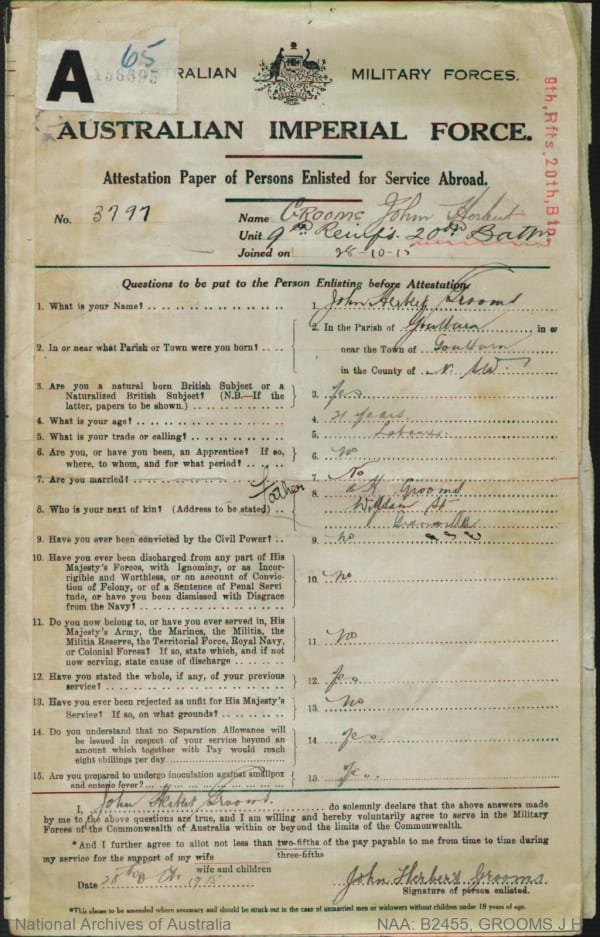 A
65
RALIAN MILITARY FORCES.
AUSTRALIAN IMPERIAL FORCE.
9th, Rfts, 20th, Btn,
Attestation Paper of Persons Enlisted for Service Abroad.
No. 3797
Name GROOMS John Herbert
Unit 9th Reinfs. 20th Battn
Joined on 28-10-15
Questions to be put to the Person Enlisting before Attestation.
1. What is your Name?
1. John Herbert Grooms
2. In or near what Parish or Town were you born?
2. In the Parish of Goulburn in or
near the Town of Goulburn
in the County of N. S. W.
3. Are you a natural born British Subject or a
Naturalized British Subject? (N.B.—If the
latter, papers to be shown.)
3. Yes
4. What is your age?
4. 21 years
5. What is your trade or calling?
5. Labourer
6. Are you, or have you been, an Apprentice? If so,
where, to whom, and for what period?
6. No
7. Are you married?
7. No
8. Who is your next of kin? (Address to be stated)
Father
8. Grooms
St
Granville
9. Have you ever been convicted by the Civil Power?
9. No
10. Have you ever been discharged from any part of His
Majesty's Forces, with Ignominy, or as Incor-
rigible and Worthless, or on account of Convic-
tion of Felony, or of a Sentence of Penal Servi
tude, or have you been dismissed with Disgrace
from the Navy?
10. No
11. Do you now belong to, or have you ever served in, His
Majesty's Army, the Marines, the Militia, the
Militia Reserve, the Territorial Force, Royal Navy,
or Colonial Forces? If so, state which, and if not
now serving, state cause of discharge
11. No
12. Have you stated the whole, if any, of your previous
service?
12. Yes
13. Have you ever been rejected as unfit for His Majesty's
Service? If so, on what grounds?
13. No
14. Do you understand that no Separation Allowance will
be issued in respect of your service beyond an
amount which together with Pay would reach
eight shillings per day
14. Yes
15. Are you prepared to undergo inoculation against smallpox
and enteric fever?
15. Yes.
I, John Herbert Grooms do solemnly declare that the above answers made
by me to the above questions are true, and I am willing and hereby voluntarily agree to serve in the Military
Forces of the Commonwealth of Australia within or beyond the limits of the Commonwealth.
*And I further agree to allot not less than two-fifths of the pay payable to me from time to time during
three-fifths
my service for the support of my wife
wife and children
Date 28th Oct 1915
John Herbert Grooms.
Signature of person enlisted.
*This clause to be amended where necessary and should be struck out in the case of unmarried men or widowers without children under 18 years of age.
National Archives of Australia
NAA: B2455, GROOMS J H